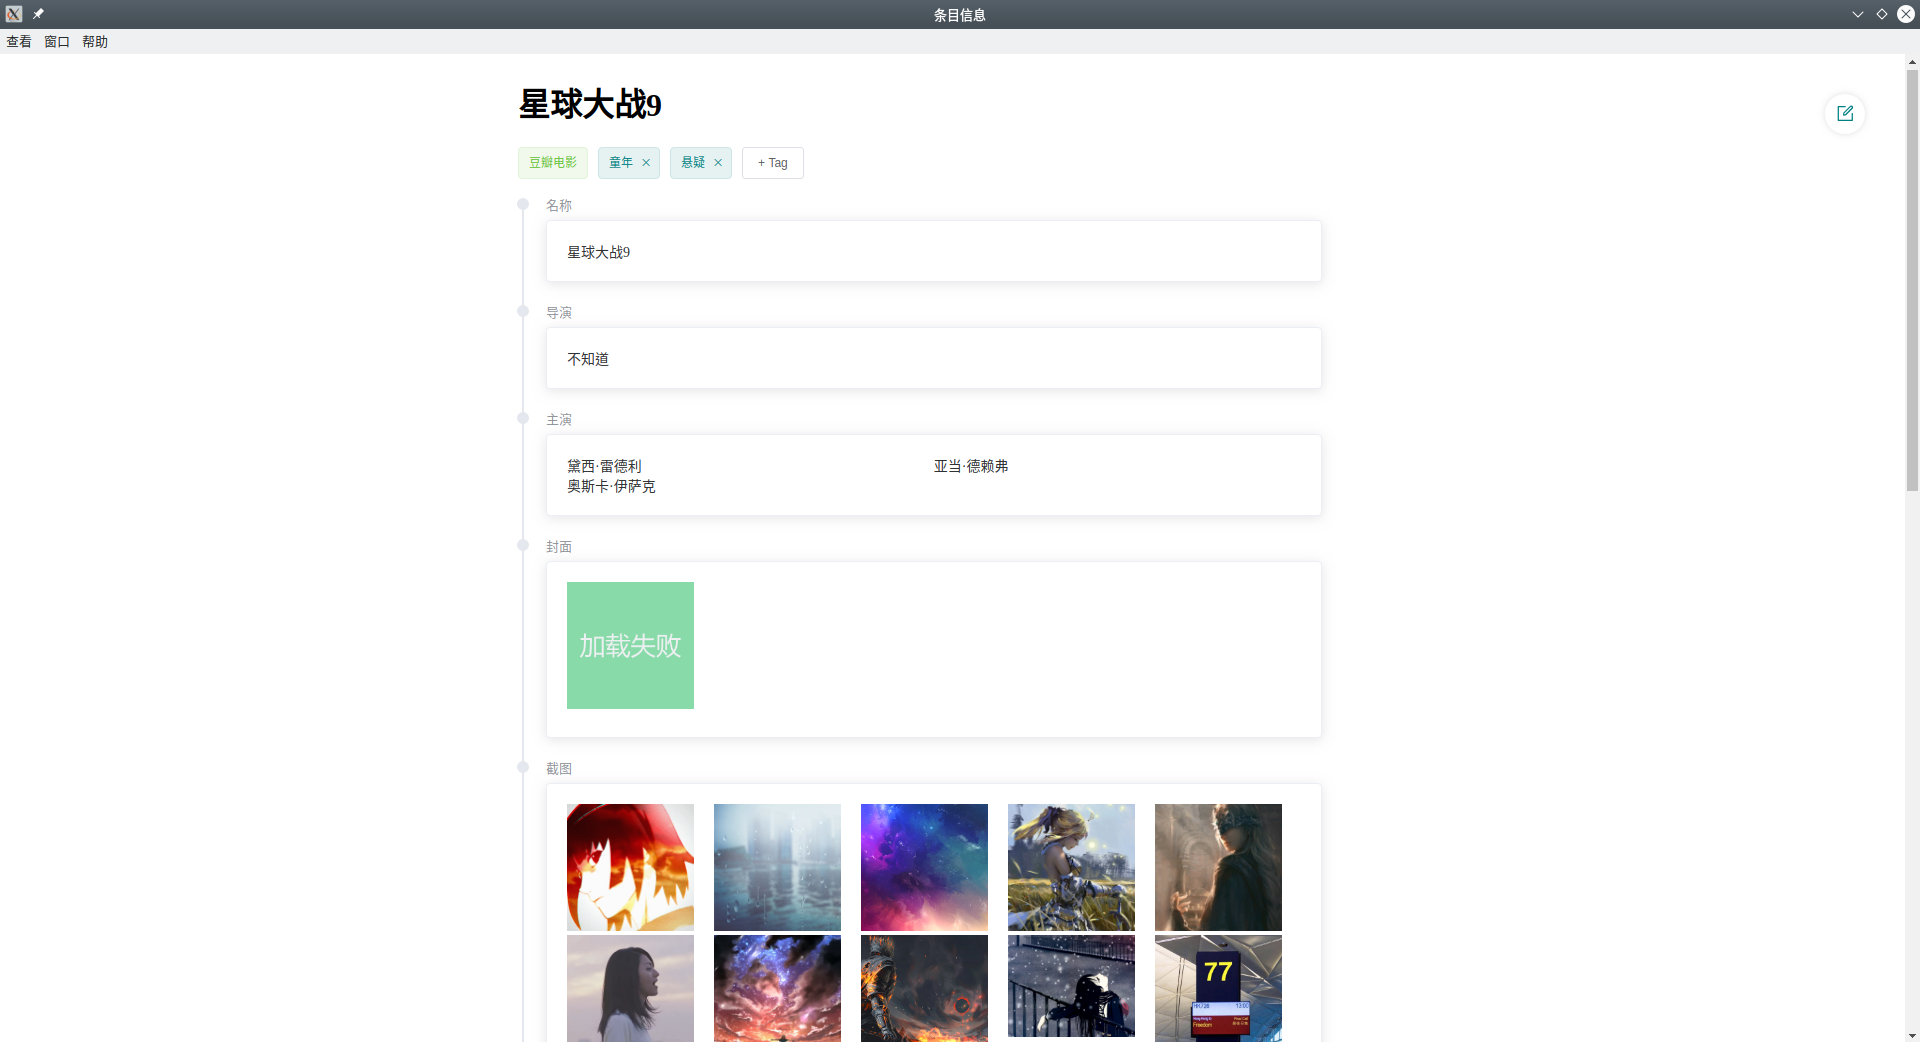 条目信息
查看 窗口 帮助
星球大战9
豆瓣电影 童年 × 悬疑 × + Tag
名称
星球大战9
导演
不知道
主演
黛西·雷德利 亚当·德赖弗
奥斯卡·伊萨克
封面
加载失败
截图
77
Freedom